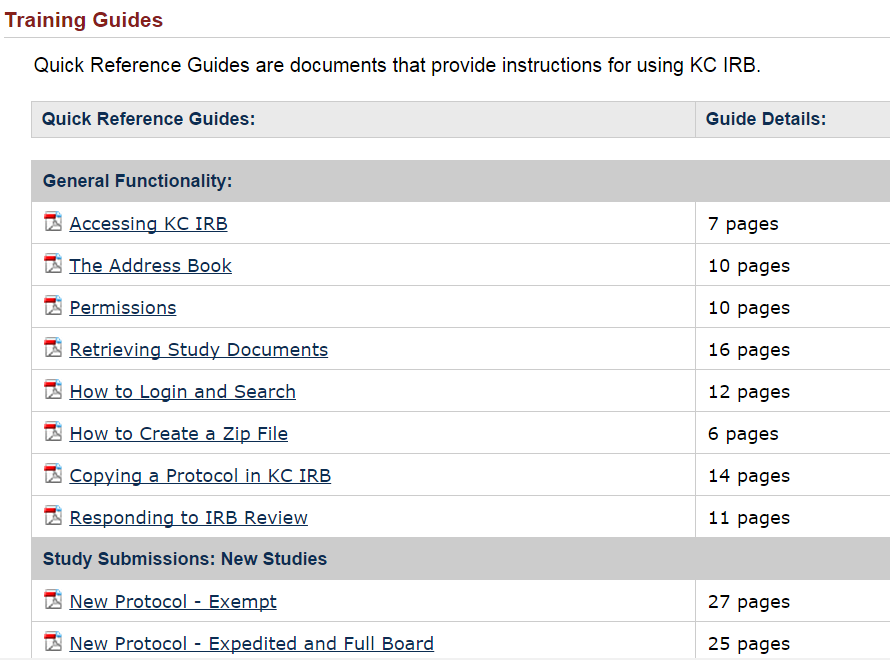 Training Guides
Quick Reference Guides are documents that provide instructions for using KC IRB.
Quick Reference Guides: Guide Details:
General Functionality:
Accessing KC IRB 7 pages
The Address Book 10 pages
Permissions 10 pages
Retrieving Study Documents 16 pages
How to Login and Search 12 pages
How to Create a Zip File 6 pages
Copying a Protocol in KC IRB 14 pages
Responding to IRB Review 11 pages
Study Submissions: New Studies
New Protocol - Exempt 27 pages
New Protocol - Expedited and Full Board 25 pages